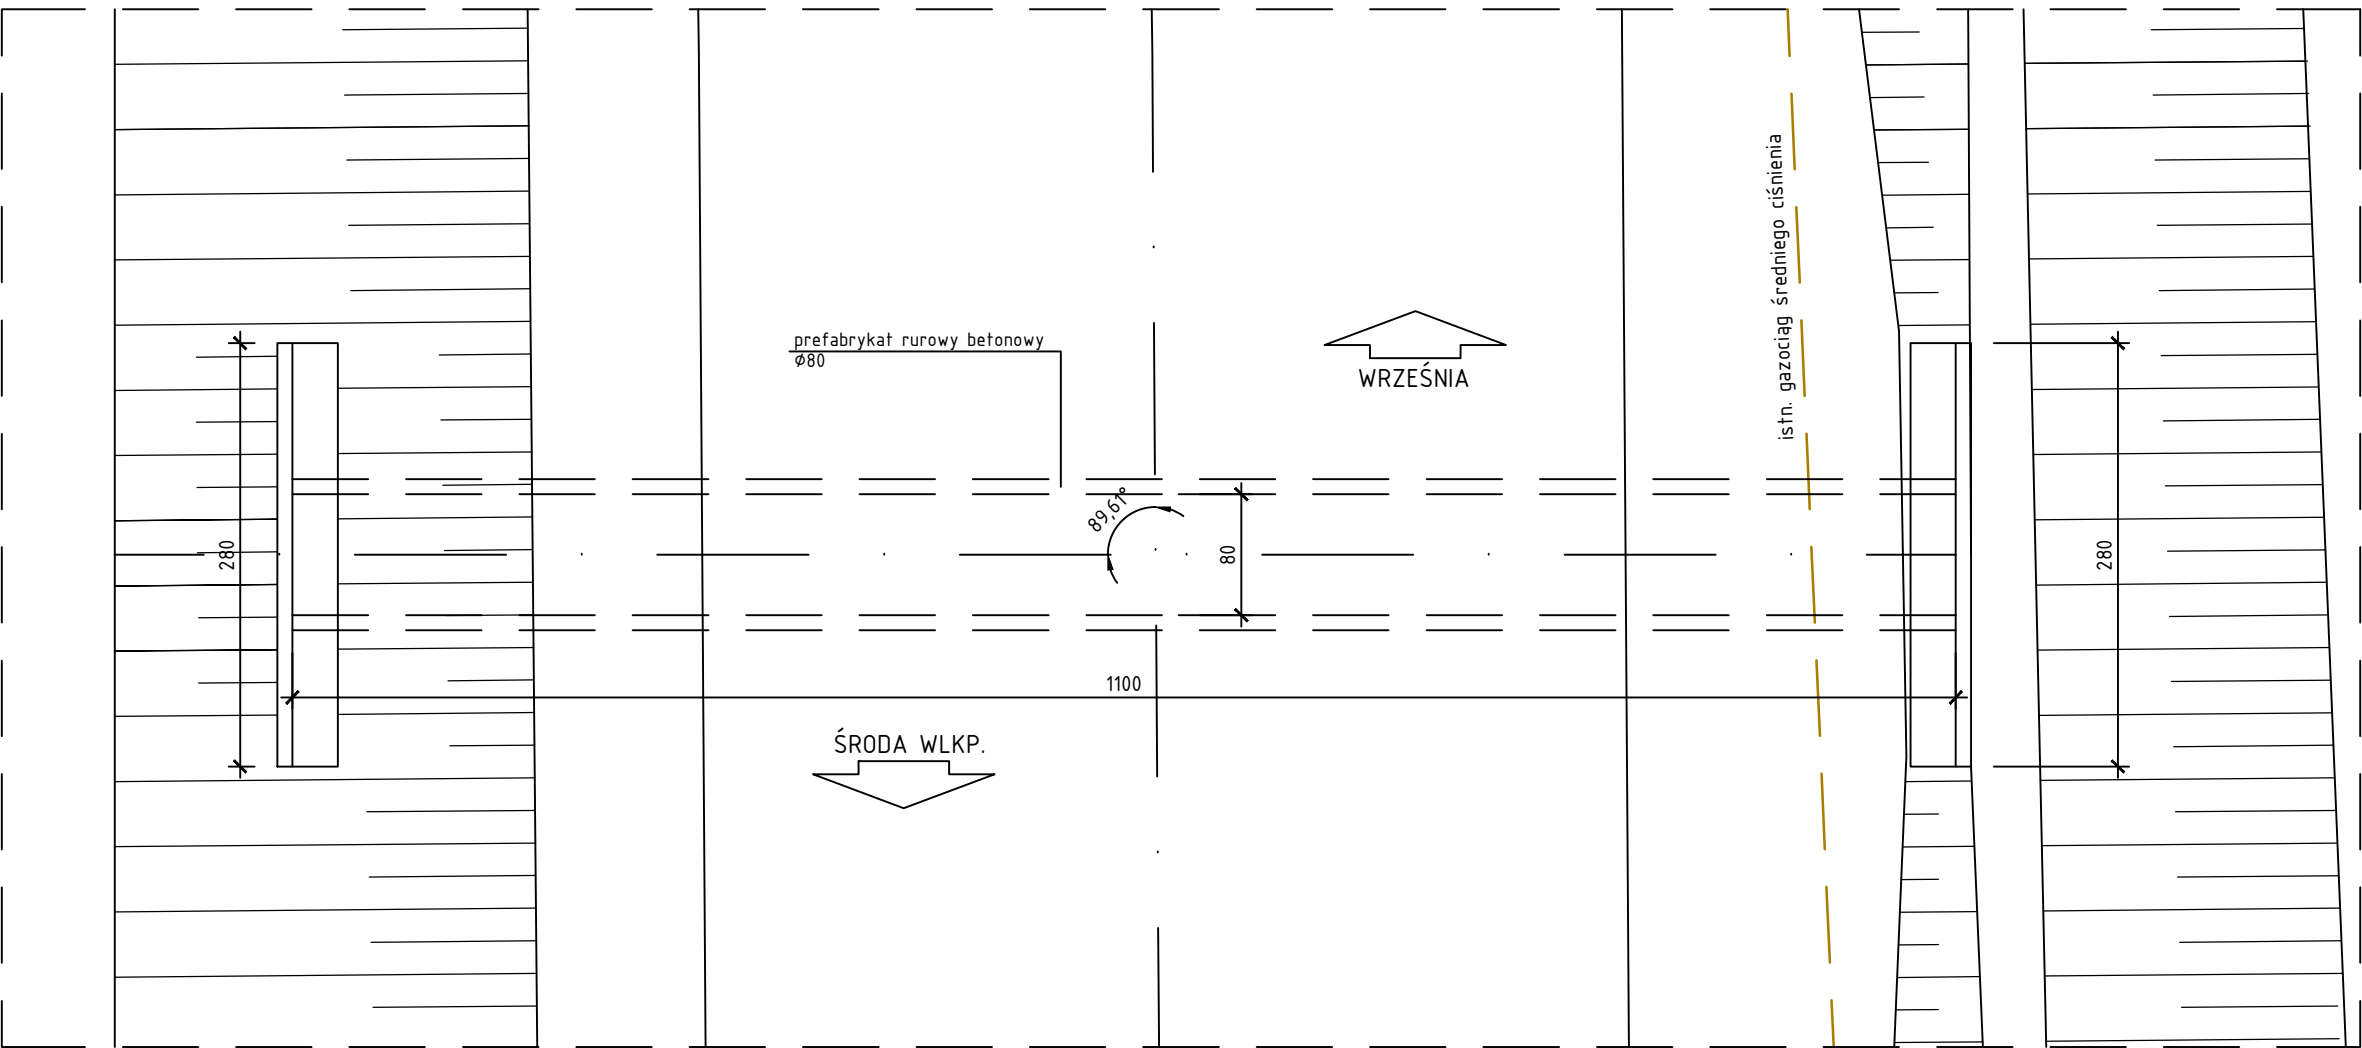 prefabrykat rurowy betonowy
ø80
WRZEŚNIA
istn. gazociąg średniego ciśnienia
89,61°
280
80
280
1100
ŚRODA WLKP.